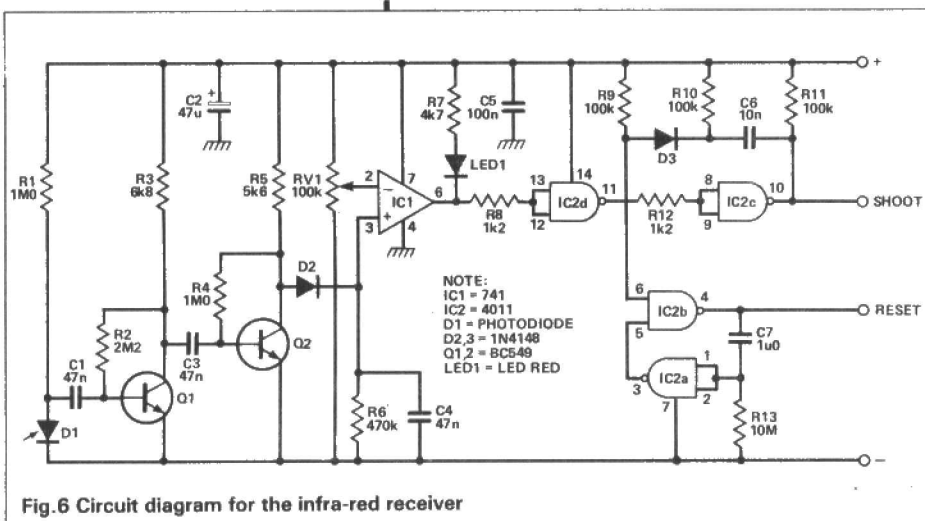 +
C2
47u
+
R1
1M0
R3
6k8
R5
5k6
RV1
100k
R7
4k7
C5
100n
LED1
R9
100k
R10
100k
C6
10n
R11
100k
D3
2
7
−
IC1
6
+
3
4
R8
1k2
13
14
12
IC2d
11
R12
1k2
8
IC2c
10
9
SHOOT
R4
1M0
D2
NOTE:
IC1 = 741
IC2 = 4011
D1 = PHOTODIODE
D2,3 = 1N4148
Q1,2 = BC549
LED1 = LED RED
6
IC2b
4
5
RESET
C7
1u0
R2
2M2
C3
47n
Q2
C1
47n
Q1
D1
R6
470k
C4
47n
3
IC2a
1
2
7
R13
10M
−
Fig.6 Circuit diagram for the infra-red receiver